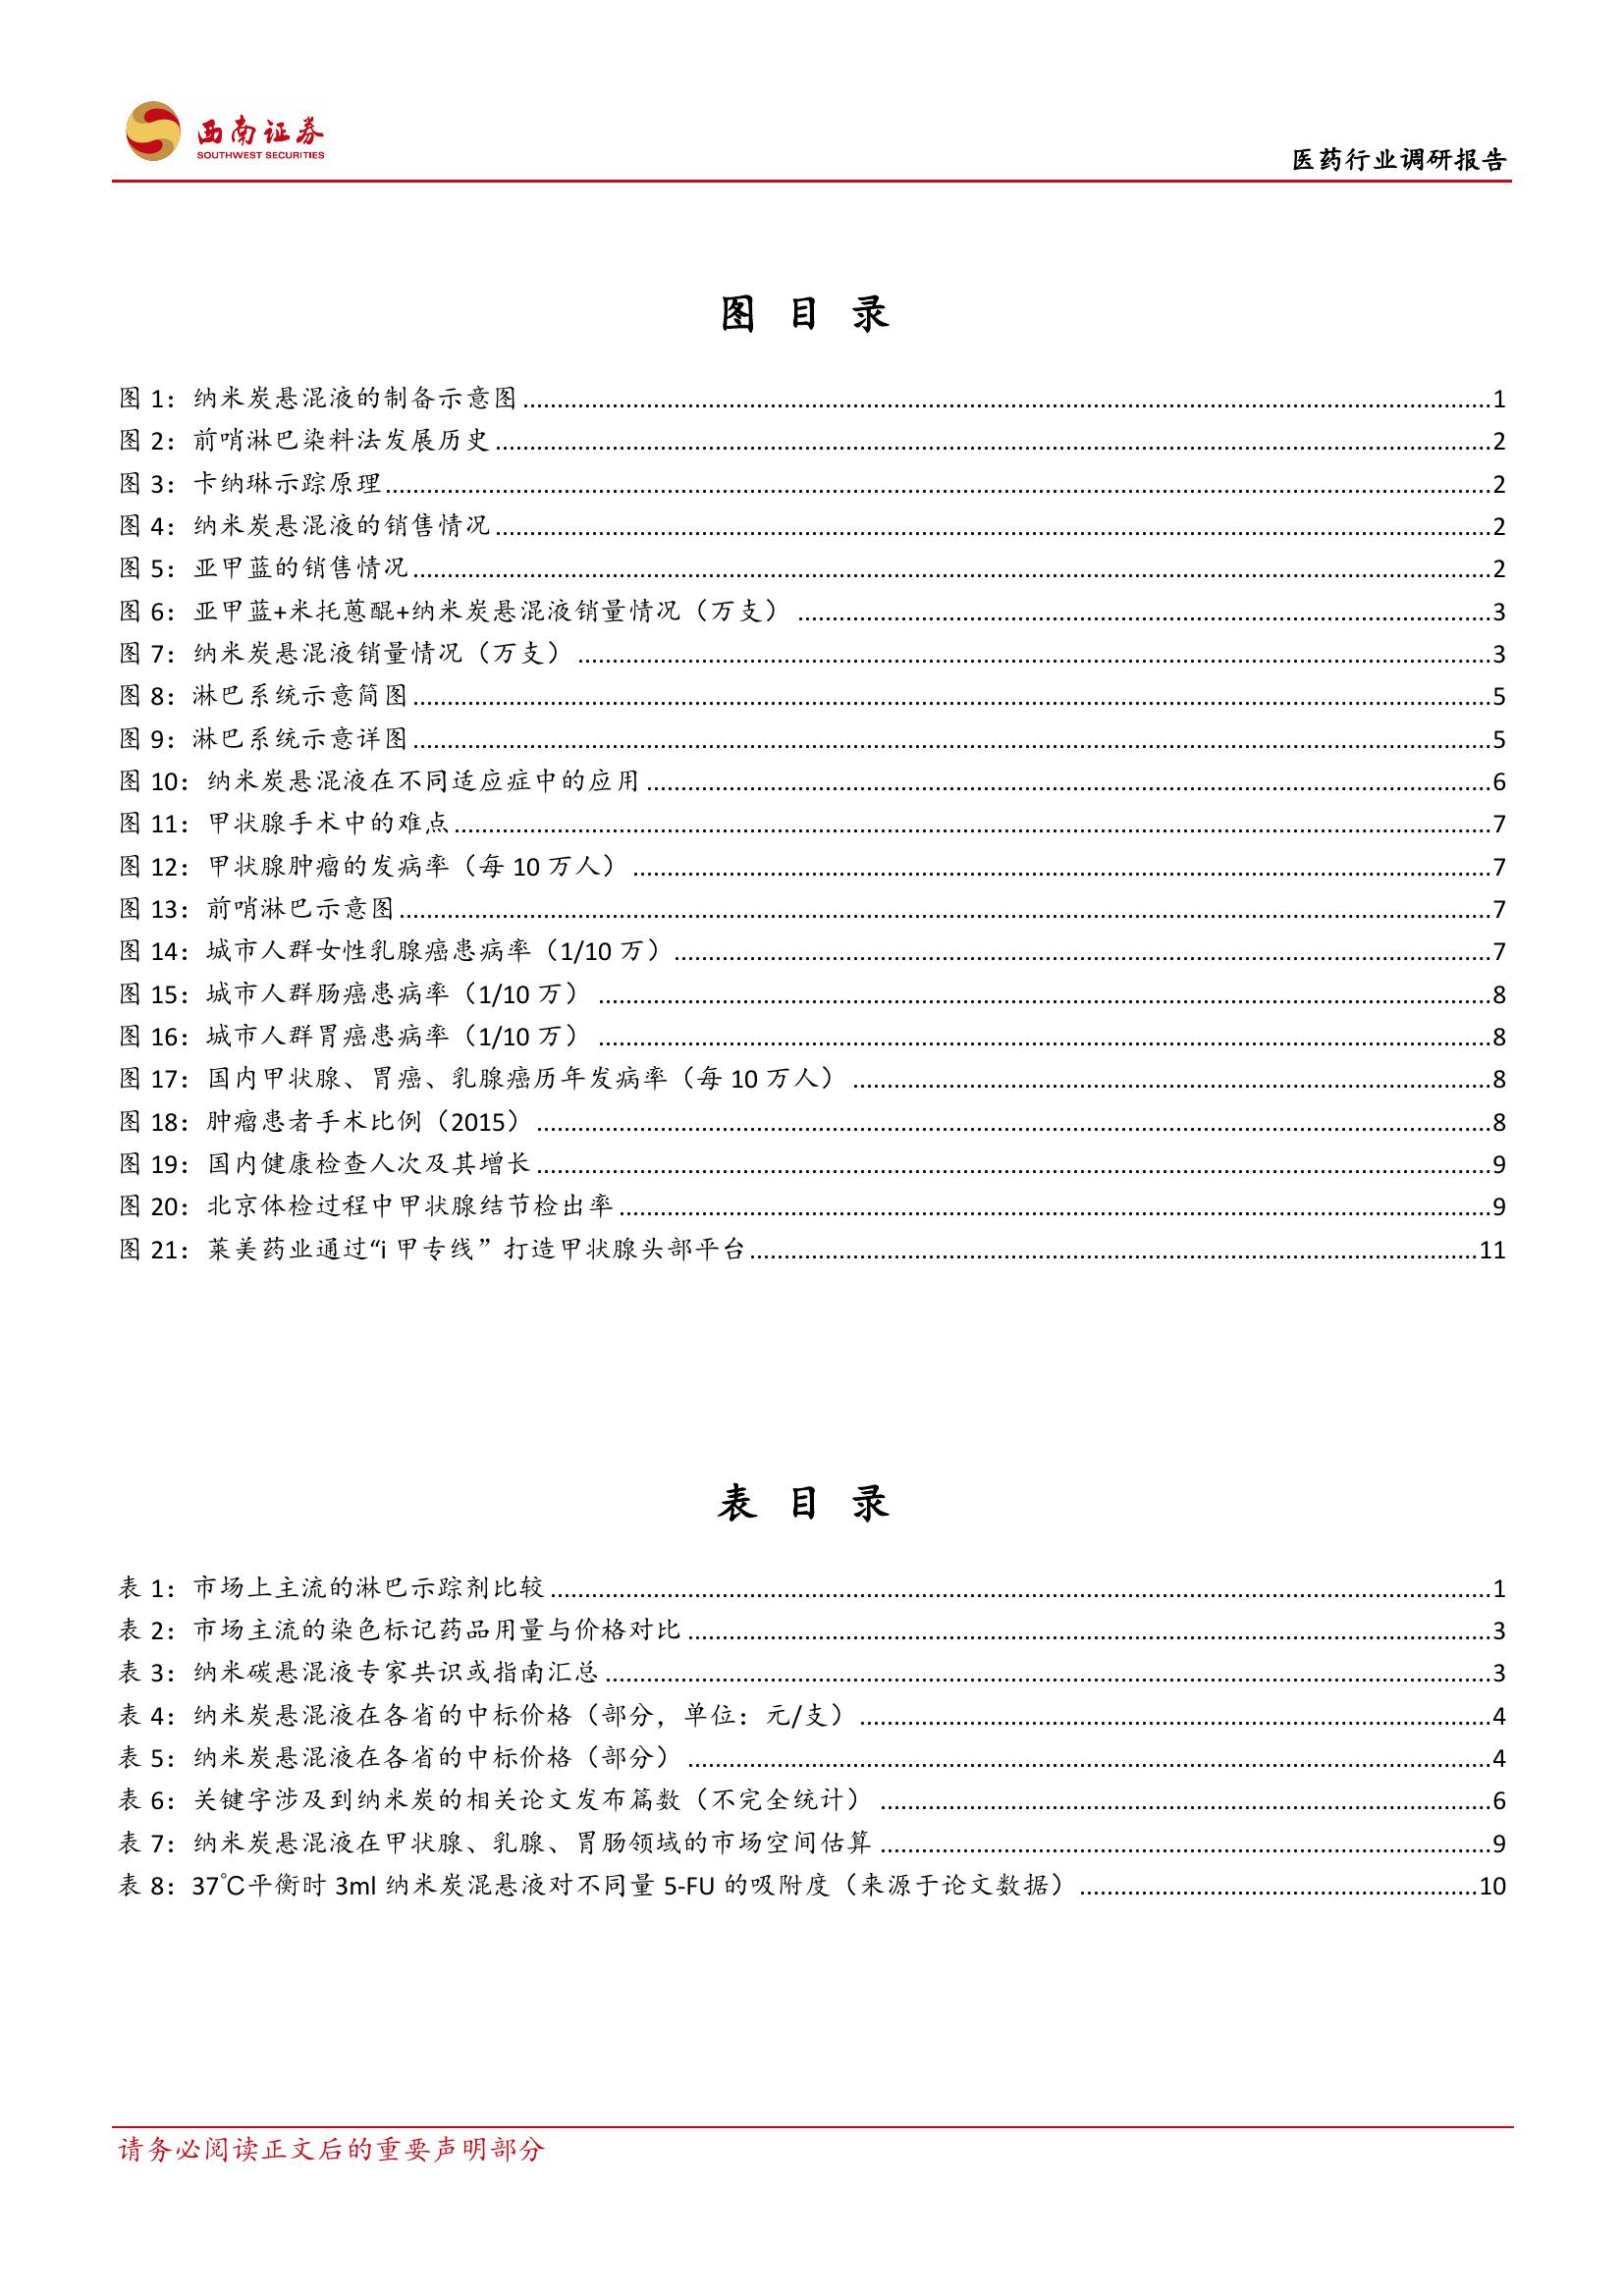 西南证券
SOUTHWEST SECURITIES
医药行业调研报告
图 目 录
图 1：纳米炭悬混液的制备示意图........................................1
图 2：前哨淋巴染料法发展历史........................................2
图 3：卡纳琳示踪原理........................................2
图 4：纳米炭悬混液的销售情况........................................2
图 5：亚甲蓝的销售情况........................................2
图 6：亚甲蓝+米托蒽醌+纳米炭悬混液销量情况（万支）........................................3
图 7：纳米炭悬混液销量情况（万支）........................................3
图 8：淋巴系统示意简图........................................5
图 9：淋巴系统示意详图........................................5
图 10：纳米炭悬混液在不同适应症中的应用........................................6
图 11：甲状腺手术中的难点........................................7
图 12：甲状腺肿瘤的发病率（每 10 万人）........................................7
图 13：前哨淋巴示意图........................................7
图 14：城市人群女性乳腺癌患病率（1/10 万）........................................7
图 15：城市人群肠癌患病率（1/10 万）........................................8
图 16：城市人群胃癌患病率（1/10 万）........................................8
图 17：国内甲状腺、胃癌、乳腺癌历年发病率（每 10 万人）........................................8
图 18：肿瘤患者手术比例（2015）........................................8
图 19：国内健康检查人次及其增长........................................9
图 20：北京体检过程中甲状腺结节检出率........................................9
图 21：莱美药业通过“i 甲专线”打造甲状腺头部平台........................................11
表 目 录
表 1：市场上主流的淋巴示踪剂比较........................................1
表 2：市场主流的染色标记药品用量与价格对比........................................3
表 3：纳米碳悬混液专家共识或指南汇总........................................3
表 4：纳米炭悬混液在各省的中标价格（部分，单位：元/支）........................................4
表 5：纳米炭悬混液在各省的中标价格（部分）........................................4
表 6：关键字涉及到纳米炭的相关论文发布篇数（不完全统计）........................................6
表 7：纳米炭悬混液在甲状腺、乳腺、胃肠领域的市场空间估算........................................9
表 8：37℃平衡时 3ml 纳米炭混悬液对不同量 5-FU 的吸附度（来源于论文数据）........................................10
请务必阅读正文后的重要声明部分